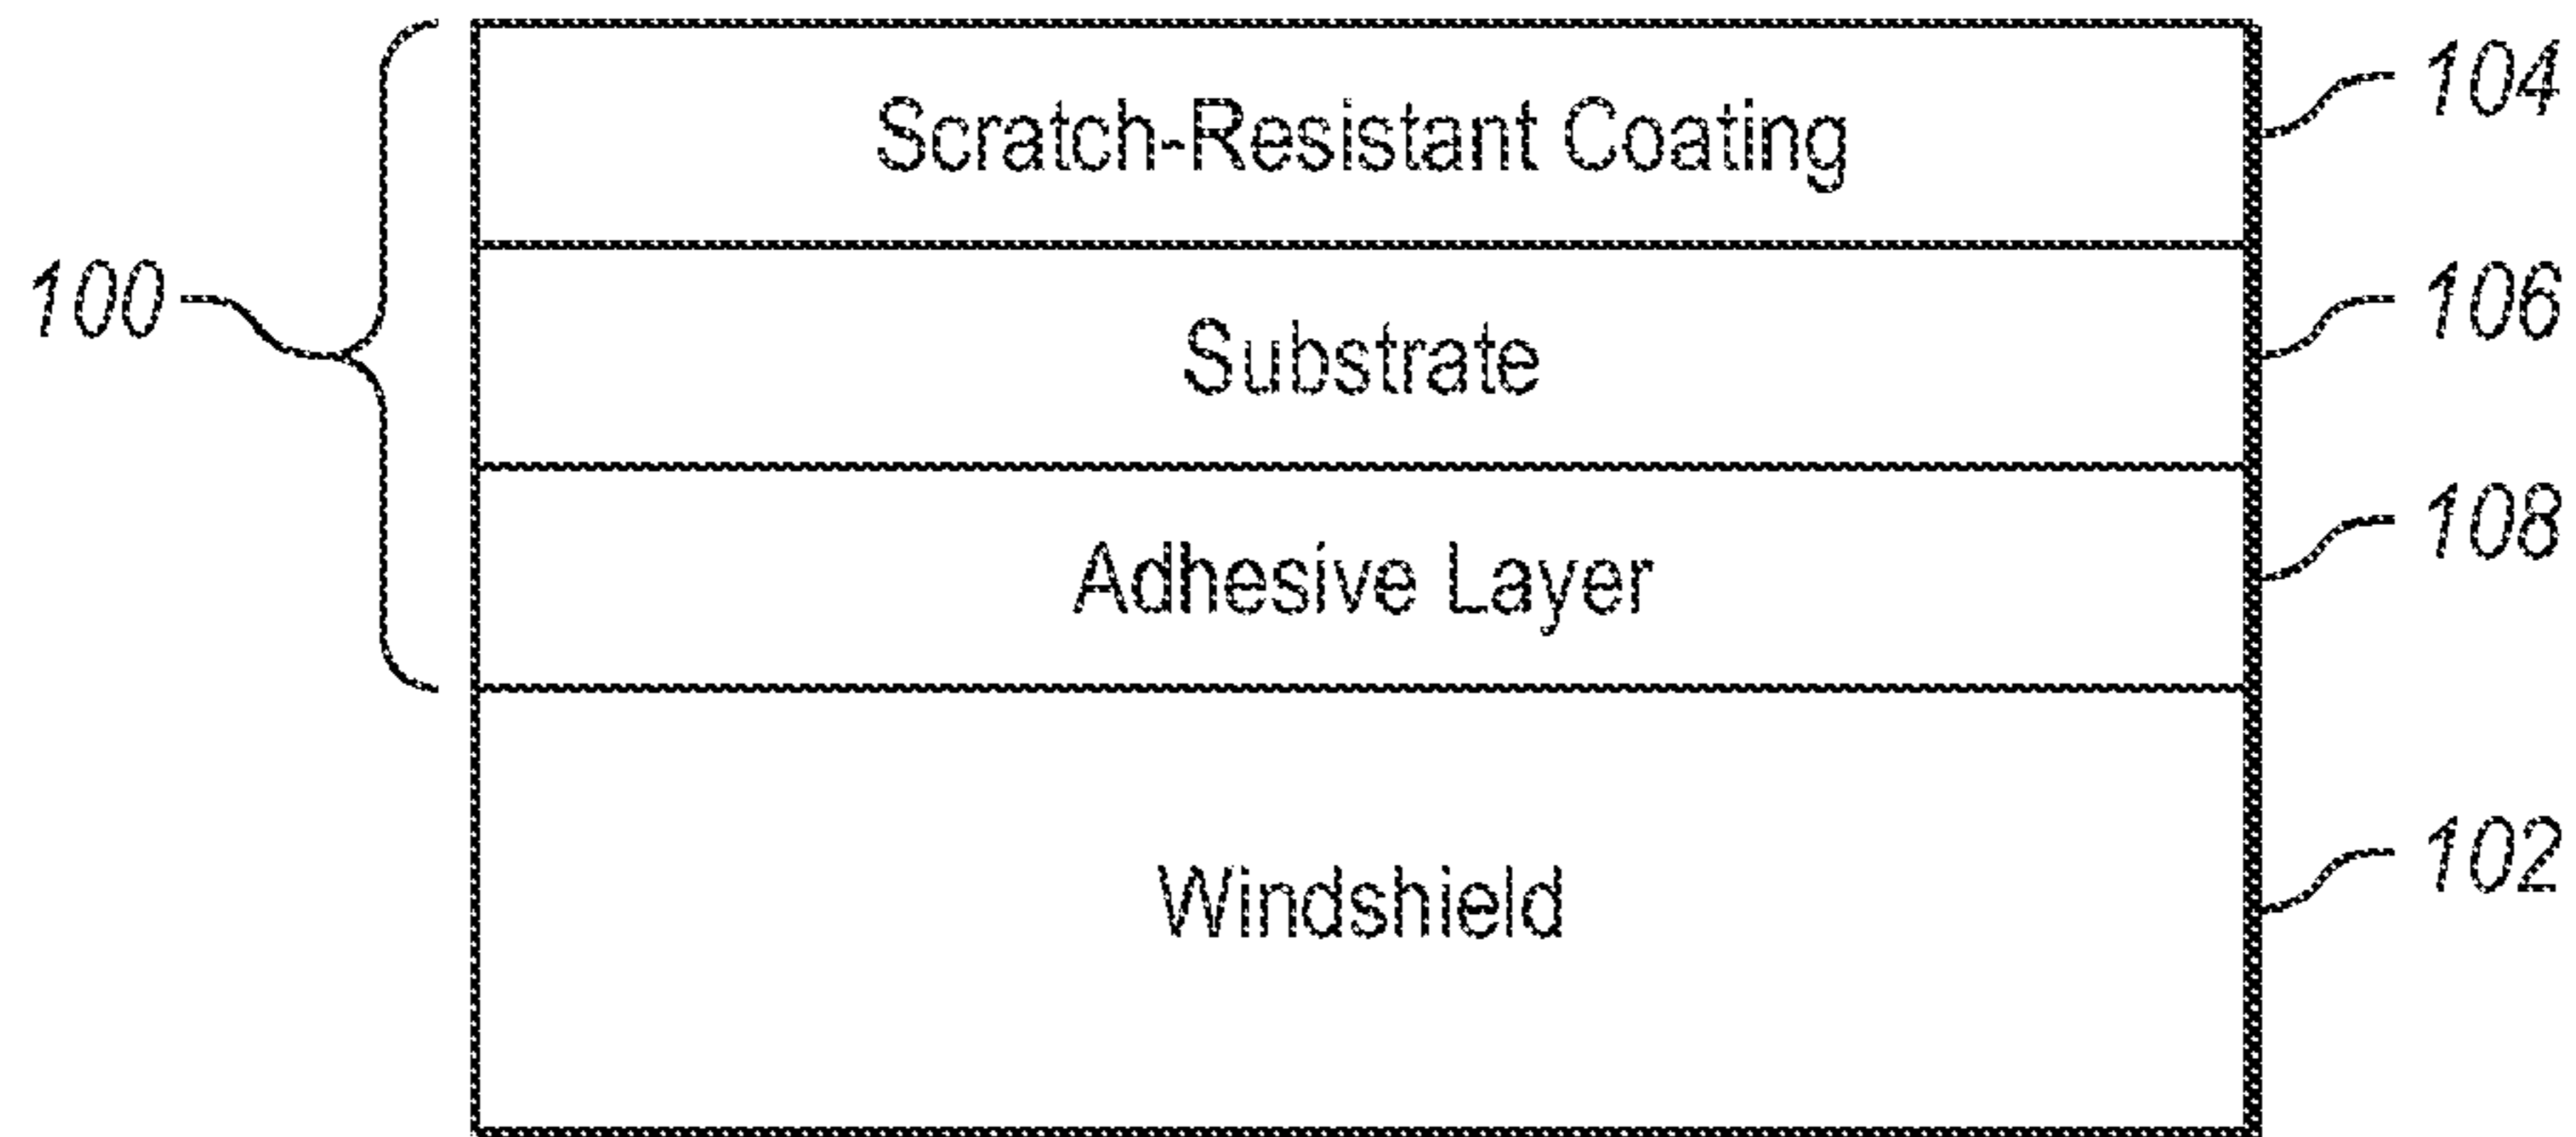 Scratch-Resistant Coating
104
100
Substrate
106
Adhesive Layer
108
Windshield
102